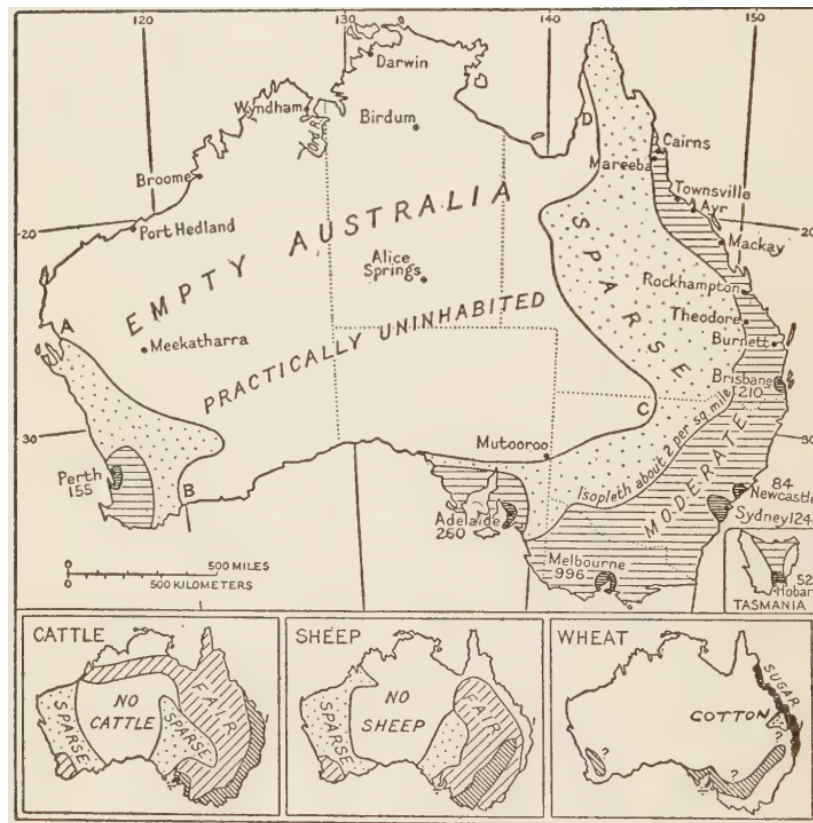 120 130 140 150
Darwin
Wyndham
Ord R.
Birdum
D
Cairns
Mareeba
Broome
Townsville
Ayr
Port Hedland
20 20
Mackay
EMPTY AUSTRALIA
SPARSE
Alice
Springs
Rockhampton
Theodore
A
PRACTICALLY UNINHABITED
Meekatharra
Burnett
Brisbane
210
C
30 30
Mutooroo
Isopleth about 2 per sq. mile
MODERATE
Perth
155
B
84
Newcastle
Sydney 124
Adelaide
260
Melbourne
996
0 500 MILES
0 500 KILOMETERS
52
Hobart
TASMANIA
CATTLE
NO
CATTLE
SPARSE
SPARSE
FAIR
SHEEP
NO
SHEEP
SPARSE
FAIR
WHEAT
SUGAR
COTTON
?
?
?